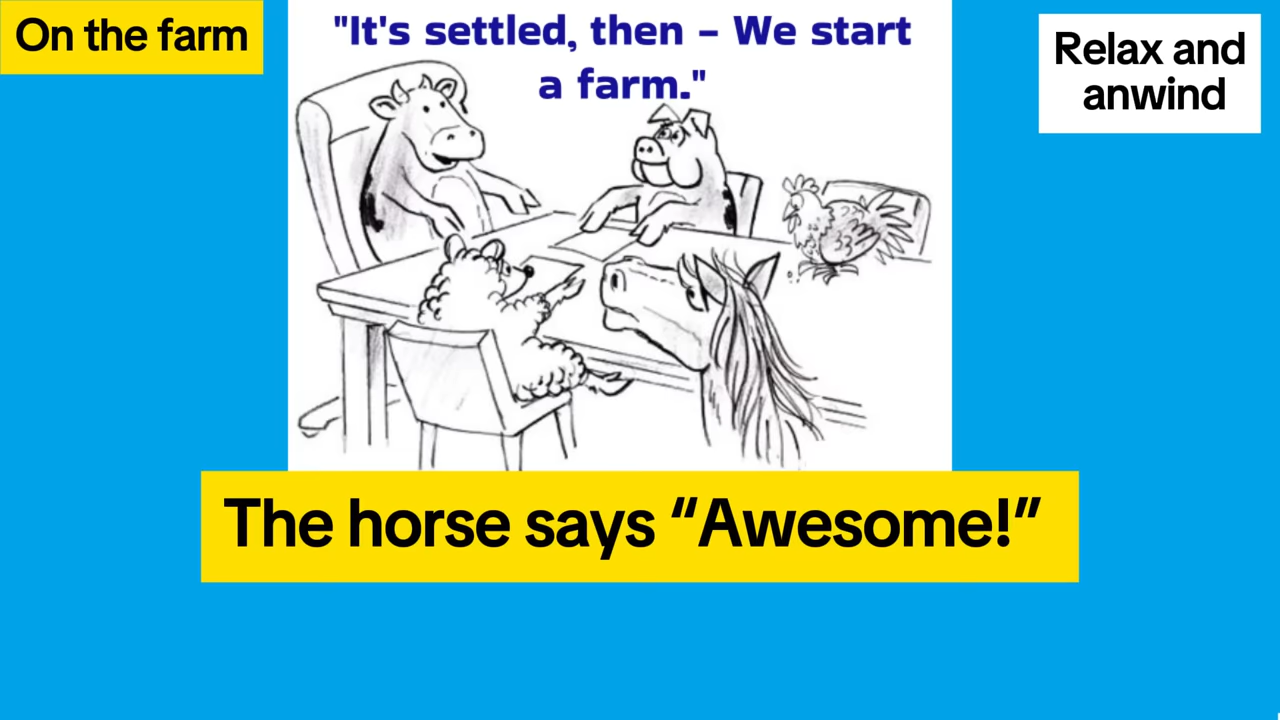 On the farm
"It's settled, then – We start
a farm."
Relax and
anwind
The horse says “Awesome!”